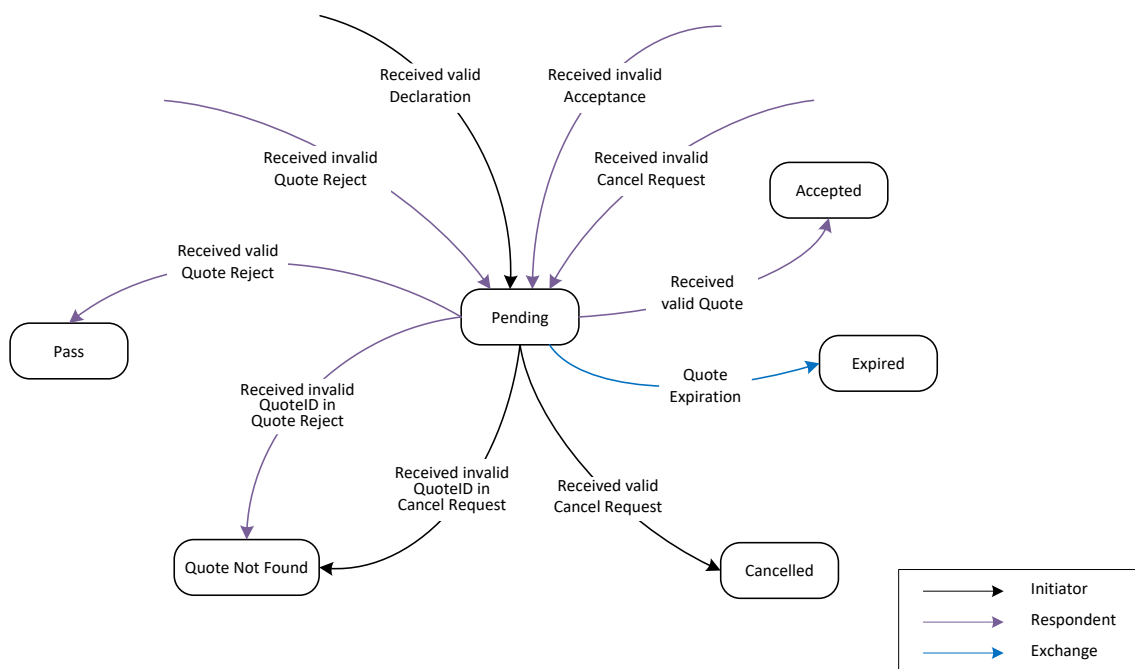 Received valid
Declaration
Received invalid
Acceptance
Received invalid
Quote Reject
Received invalid
Cancel Request
Accepted
Received valid
Quote Reject
Received
valid Quote
Pending
Pass
Expired
Quote
Expiration
Received invalid
QuoteID in
Quote Reject
Received invalid
QuoteID in
Cancel Request
Received valid
Cancel Request
Quote Not Found
Cancelled
Initiator
Respondent
Exchange